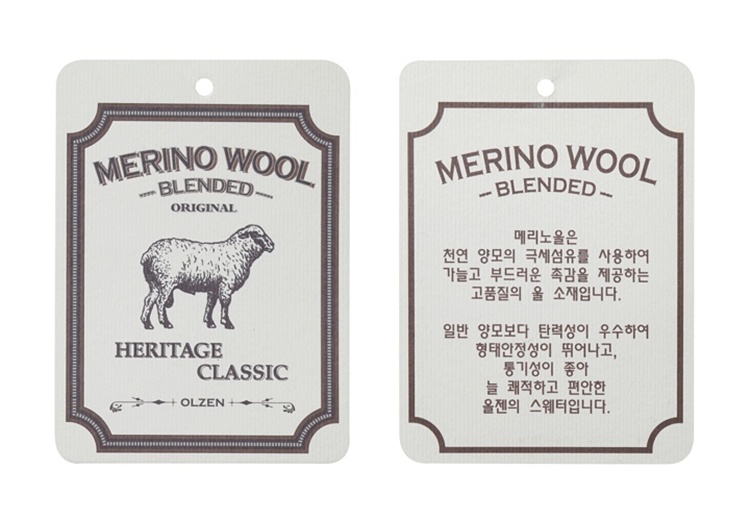 MERINO WOOL
BLENDED
ORIGINAL
HERITAGE
CLASSIC
OLZEN
MERINO WOOL
BLENDED
메리노울은
천연 양모의 극세섬유를 사용하여
가늘고 부드러운 촉감을 제공하는
고품질의 울 소재입니다.
일반 양모보다 탄력성이 우수하여
형태안정성이 뛰어나고,
통기성이 좋아
늘 쾌적하고 편안한
올젠의 스웨터입니다.